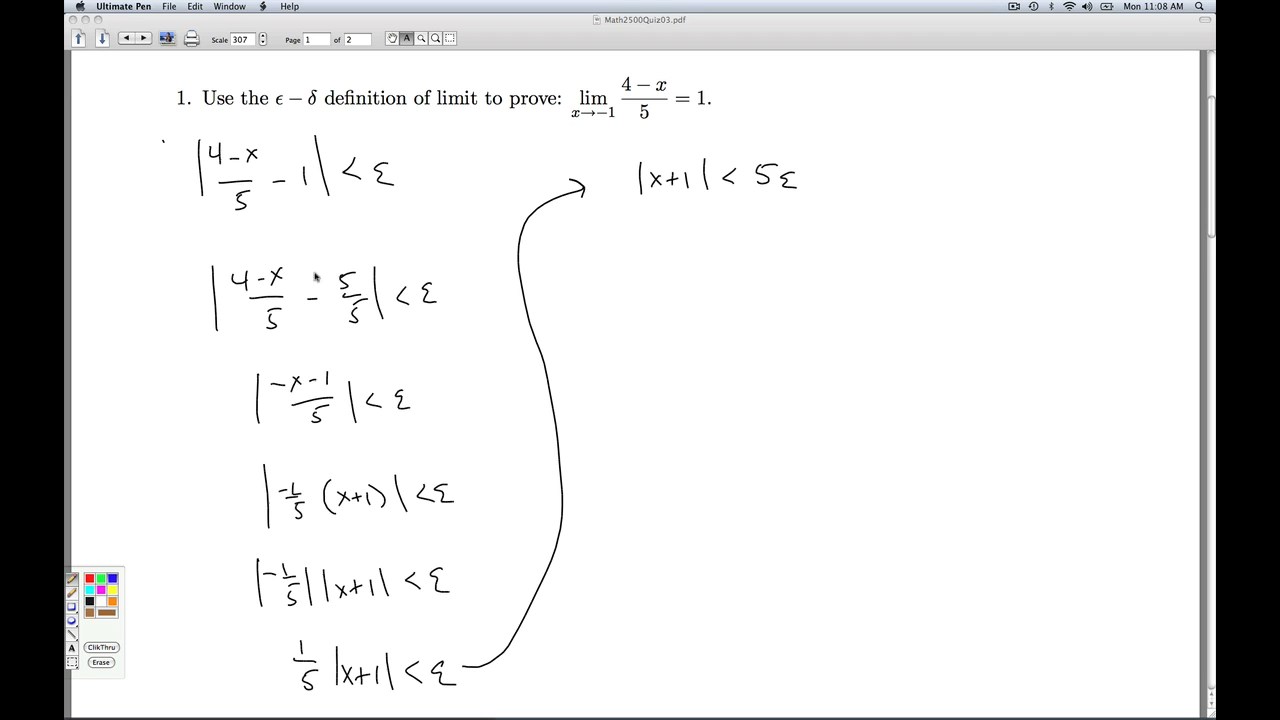 Ultimate Pen File Edit Window Help Mon 11:08 AM
Math2500Quiz03.pdf
Scale 307 Page 1 of 2 A
1. Use the ϵ − δ definition of limit to prove: lim_{x→−1} (4 − x)/5 = 1.
|(4-x)/5 - 1| < ε
|(4-x)/5 - 5/5| < ε
|(-x-1)/5| < ε
|-1/5 (x+1)| < ε
|-1/5| |x+1| < ε
1/5 |x+1| < ε
|x+1| < 5ε
A
ClikThru
Erase